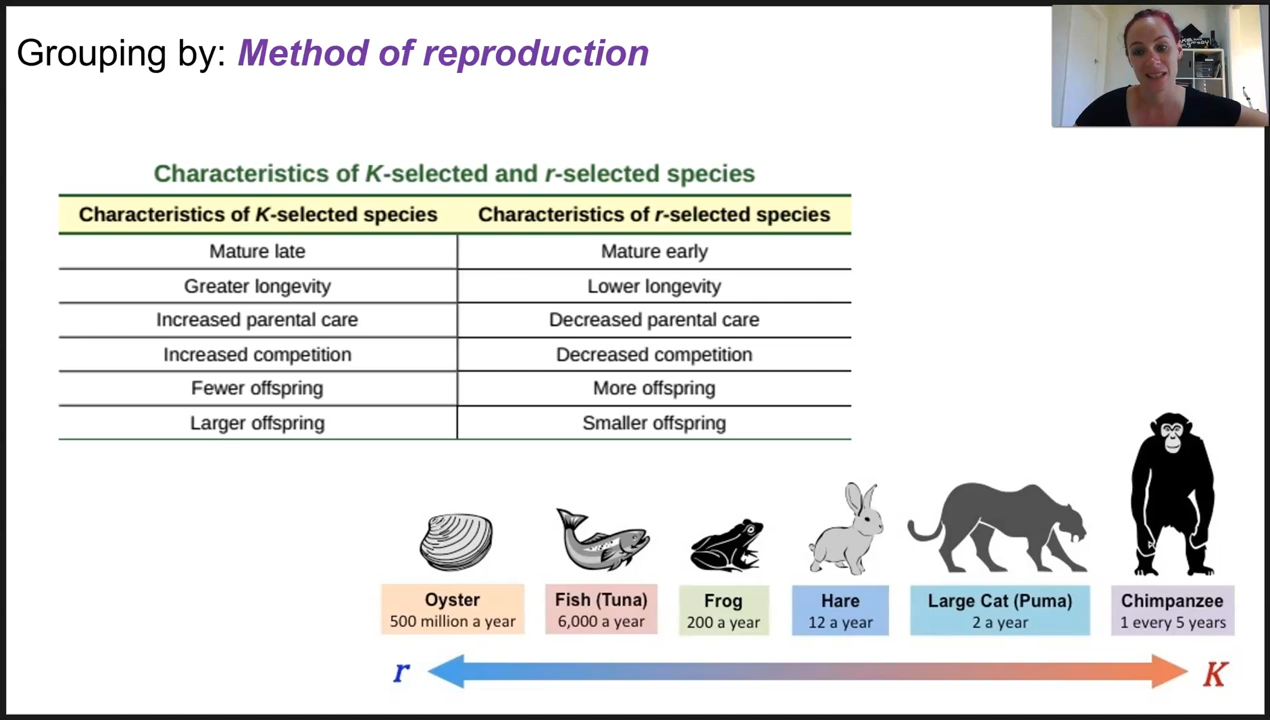 Grouping by: Method of reproduction
Characteristics of K-selected and r-selected species
Characteristics of K-selected species
Characteristics of r-selected species
Mature late
Mature early
Greater longevity
Lower longevity
Increased parental care
Decreased parental care
Increased competition
Decreased competition
Fewer offspring
More offspring
Larger offspring
Smaller offspring
Oyster
500 million a year
Fish (Tuna)
6,000 a year
Frog
200 a year
Hare
12 a year
Large Cat (Puma)
2 a year
Chimpanzee
1 every 5 years
r
K